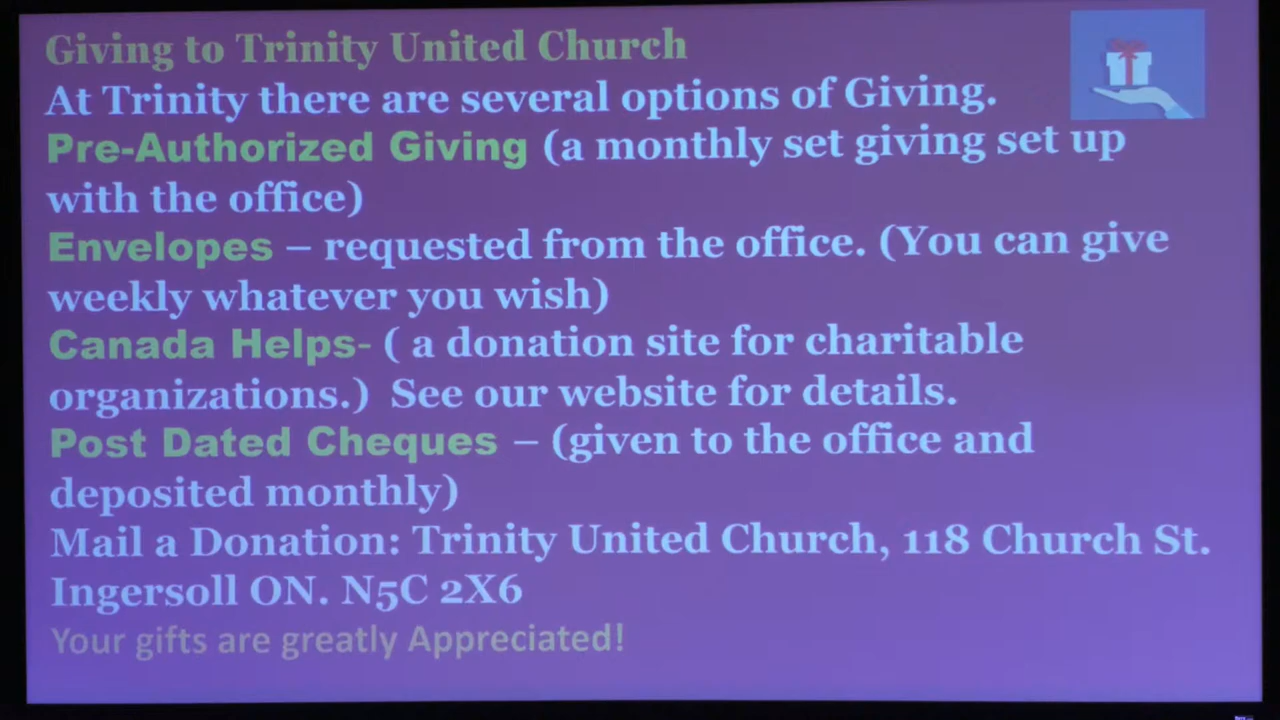 Giving to Trinity United Church
At Trinity there are several options of Giving.
Pre-Authorized Giving (a monthly set giving set up
with the office)
Envelopes – requested from the office. (You can give
weekly whatever you wish)
Canada Helps- ( a donation site for charitable
organizations.) See our website for details.
Post Dated Cheques – (given to the office and
deposited monthly)
Mail a Donation: Trinity United Church, 118 Church St.
Ingersoll ON. N5C 2X6
Your gifts are greatly Appreciated!